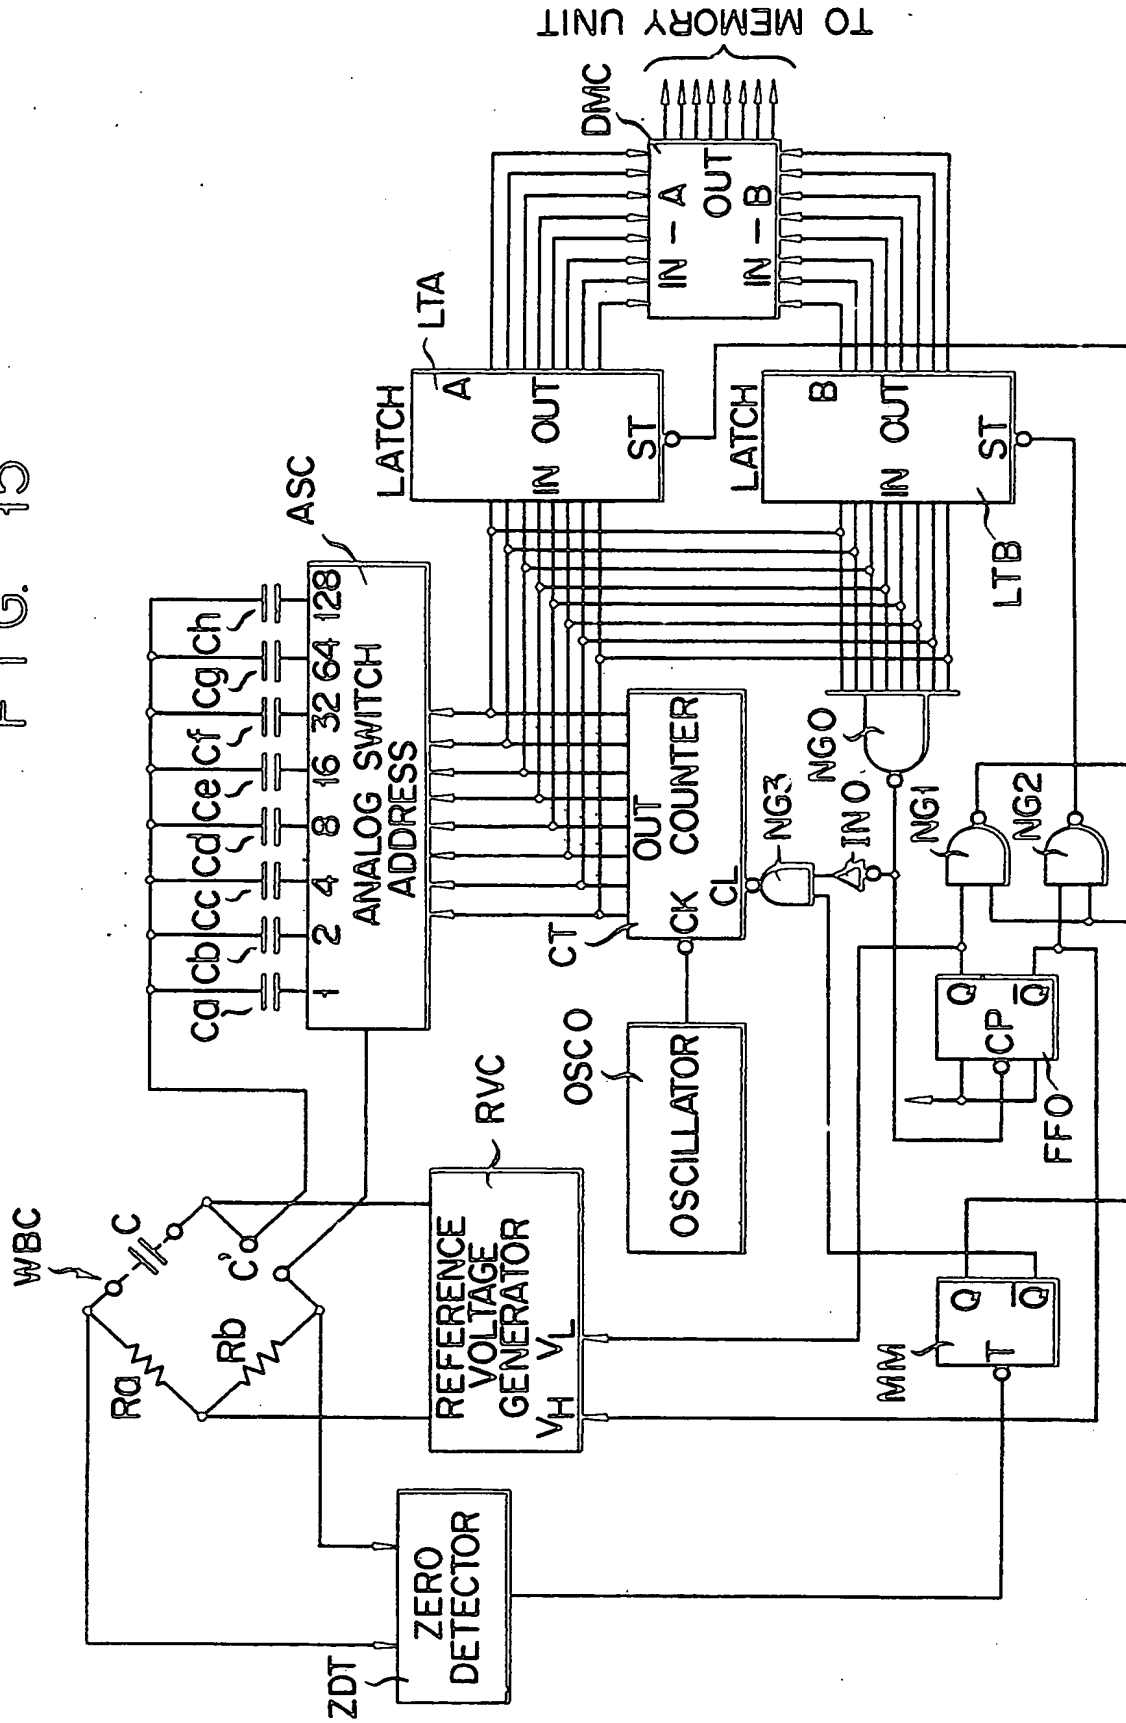 FIG. 15
WBC
C
C'
Ra
Rb
ca
Cb
Cc
Cd
Ce
Cf
Cg
Ch
1 2 4 8 16 32 64 128
ANALOG SWITCH
ADDRESS
ASC
ZERO
DETECTOR
ZDT
REFERENCE
VOLTAGE
GENERATOR
VH VL
RVC
OSCO
OSCILLATOR
CT
OUT
CK COUNTER
CL
NG3
INO
NGO
NG1
NG2
LATCH
A
IN OUT
ST
LTA
LATCH
B
IN OUT
ST
LTB
DMC
IN-A
OUT
IN-B
TO MEMORY UNIT
MM
T
Q
Q̅
FFO
CP
Q
Q̅